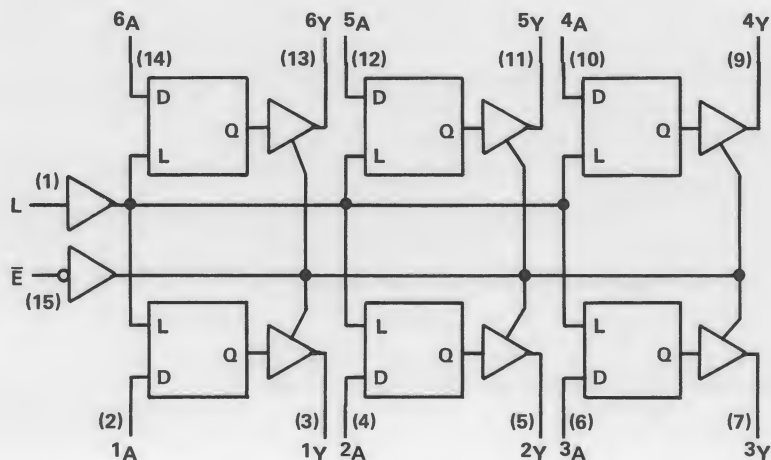 6A 6Y 5A 5Y 4A 4Y
(14) (13) (12) (11) (10) (9)
D D D
Q Q Q
L L L
(1)
L
E̅
(15)
L L L
Q Q Q
D D D
(2) (3) (4) (5) (6) (7)
1A 1Y 2A 2Y 3A 3Y